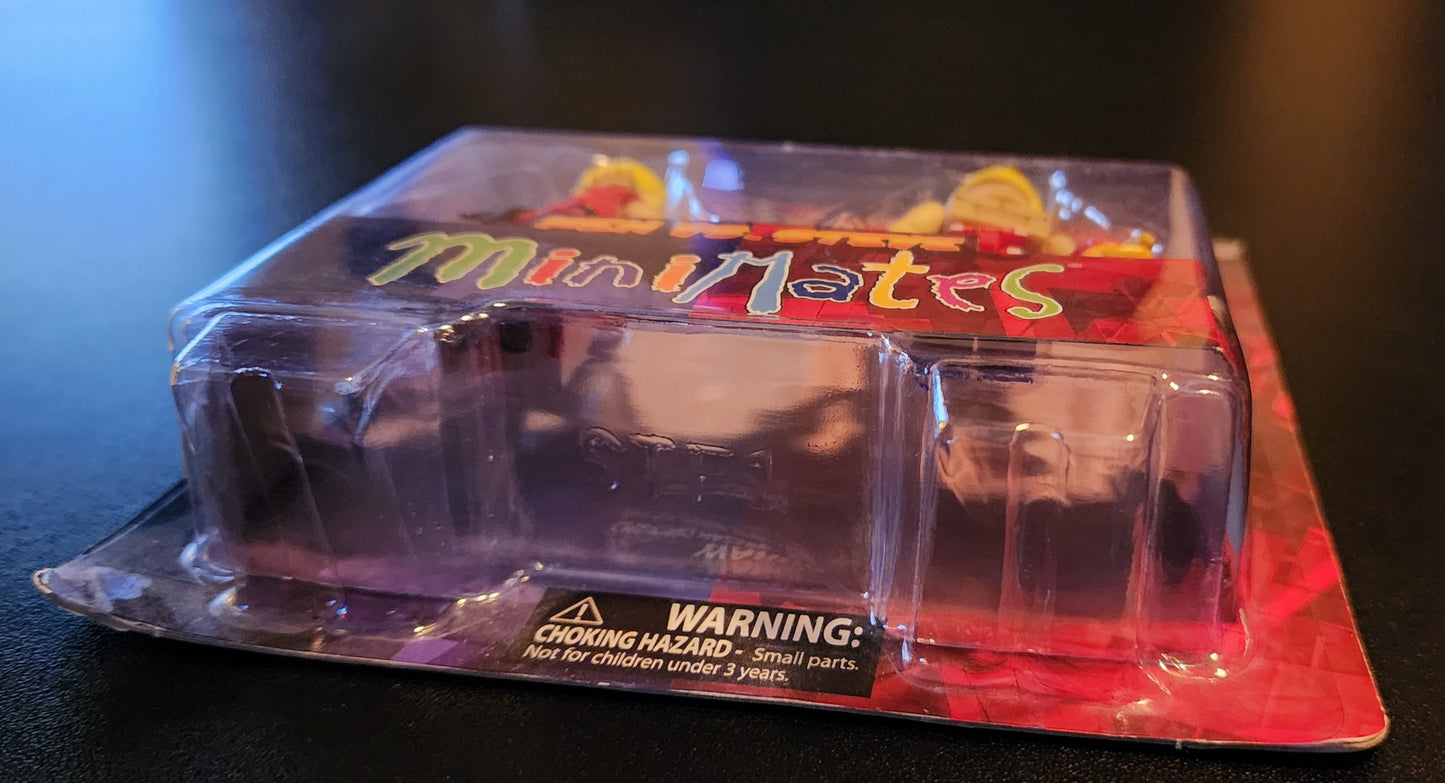 MiniMates
WARNING:
CHOKING HAZARD - Small parts.
Not for children under 3 years.